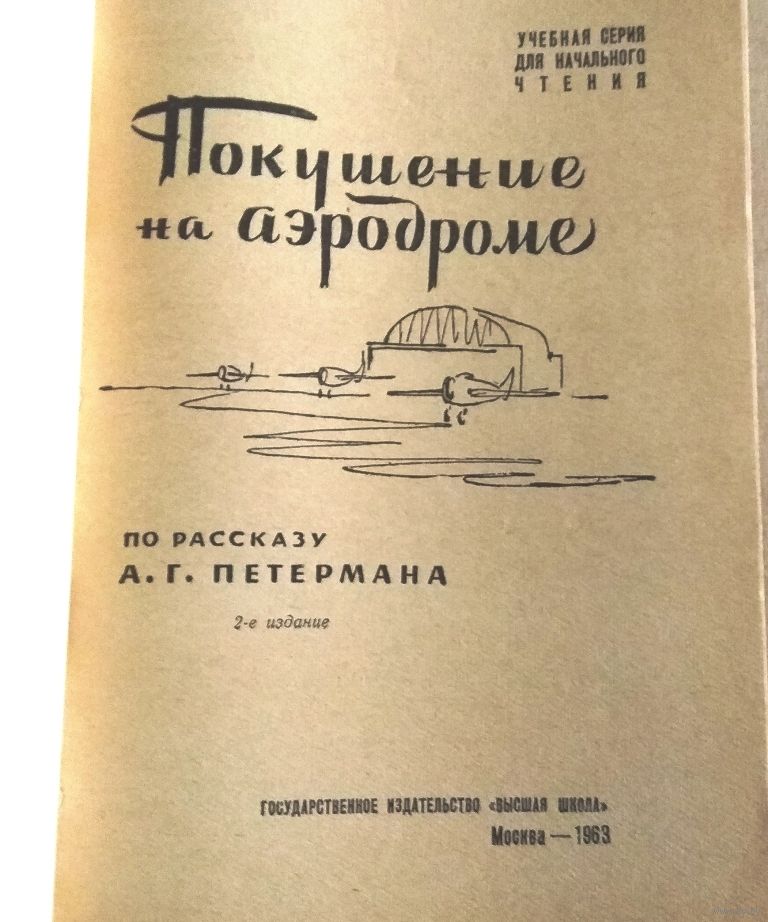 УЧЕБНАЯ СЕРИЯ
ДЛЯ НАЧАЛЬНОГО
ЧТЕНИЯ
Покушение
на аэродроме
ПО РАССКАЗУ
А. Г. ПЕТЕРМАНА
2-е издание
ГОСУДАРСТВЕННОЕ ИЗДАТЕЛЬСТВО «ВЫСШАЯ ШКОЛА»
Москва — 1963